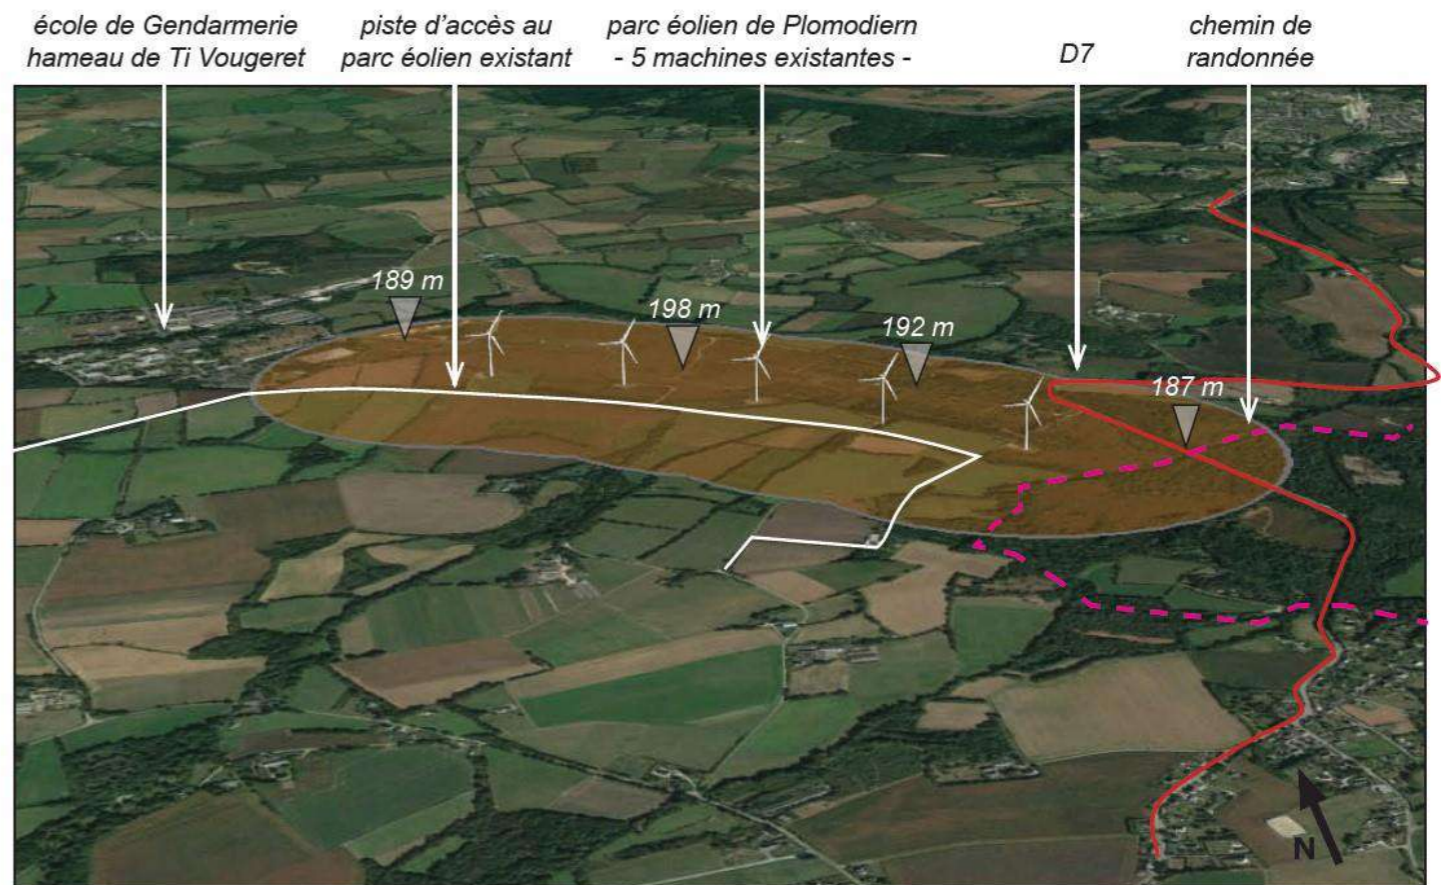 école de Gendarmerie
hameau de Ti Vougeret
piste d’accès au
parc éolien existant
parc éolien de Plomodiern
- 5 machines existantes -
D7
chemin de
randonnée
189 m
198 m
192 m
187 m
N